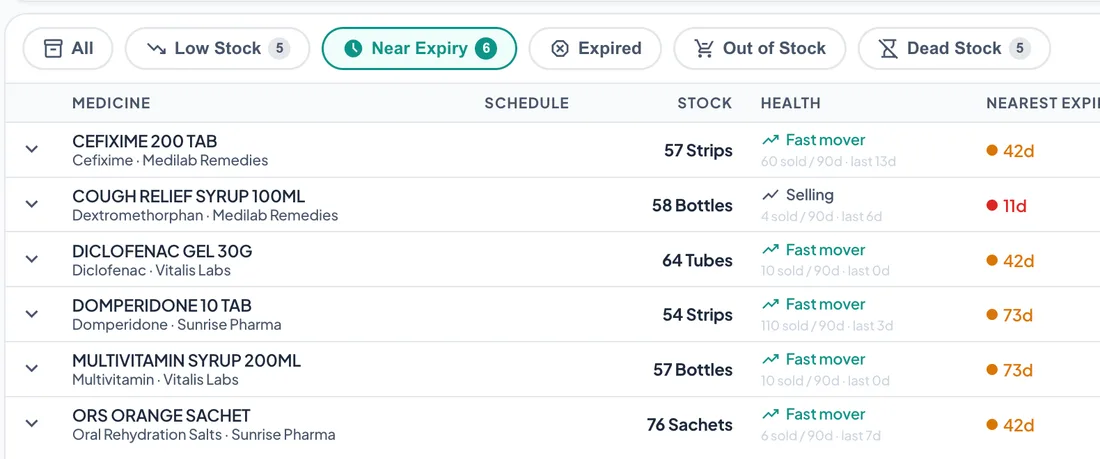 All
Low Stock 5
Near Expiry 6
Expired
Out of Stock
Dead Stock 5
MEDICINE SCHEDULE STOCK HEALTH NEAREST EXPI
CEFIXIME 200 TAB 57 Strips Fast mover 42d
Cefixime · Medilab Remedies 60 sold / 90d · last 13d
COUGH RELIEF SYRUP 100ML 58 Bottles Selling 11d
Dextromethorphan · Medilab Remedies 4 sold / 90d · last 6d
DICLOFENAC GEL 30G 64 Tubes Fast mover 42d
Diclofenac · Vitalis Labs 10 sold / 90d · last 0d
DOMPERIDONE 10 TAB 54 Strips Fast mover 73d
Domperidone · Sunrise Pharma 110 sold / 90d · last 3d
MULTIVITAMIN SYRUP 200ML 57 Bottles Fast mover 73d
Multivitamin · Vitalis Labs 10 sold / 90d · last 0d
ORS ORANGE SACHET 76 Sachets Fast mover 42d
Oral Rehydration Salts · Sunrise Pharma 6 sold / 90d · last 7d